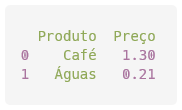 Produto Preço
0 Café 1.30
1 Águas 0.21